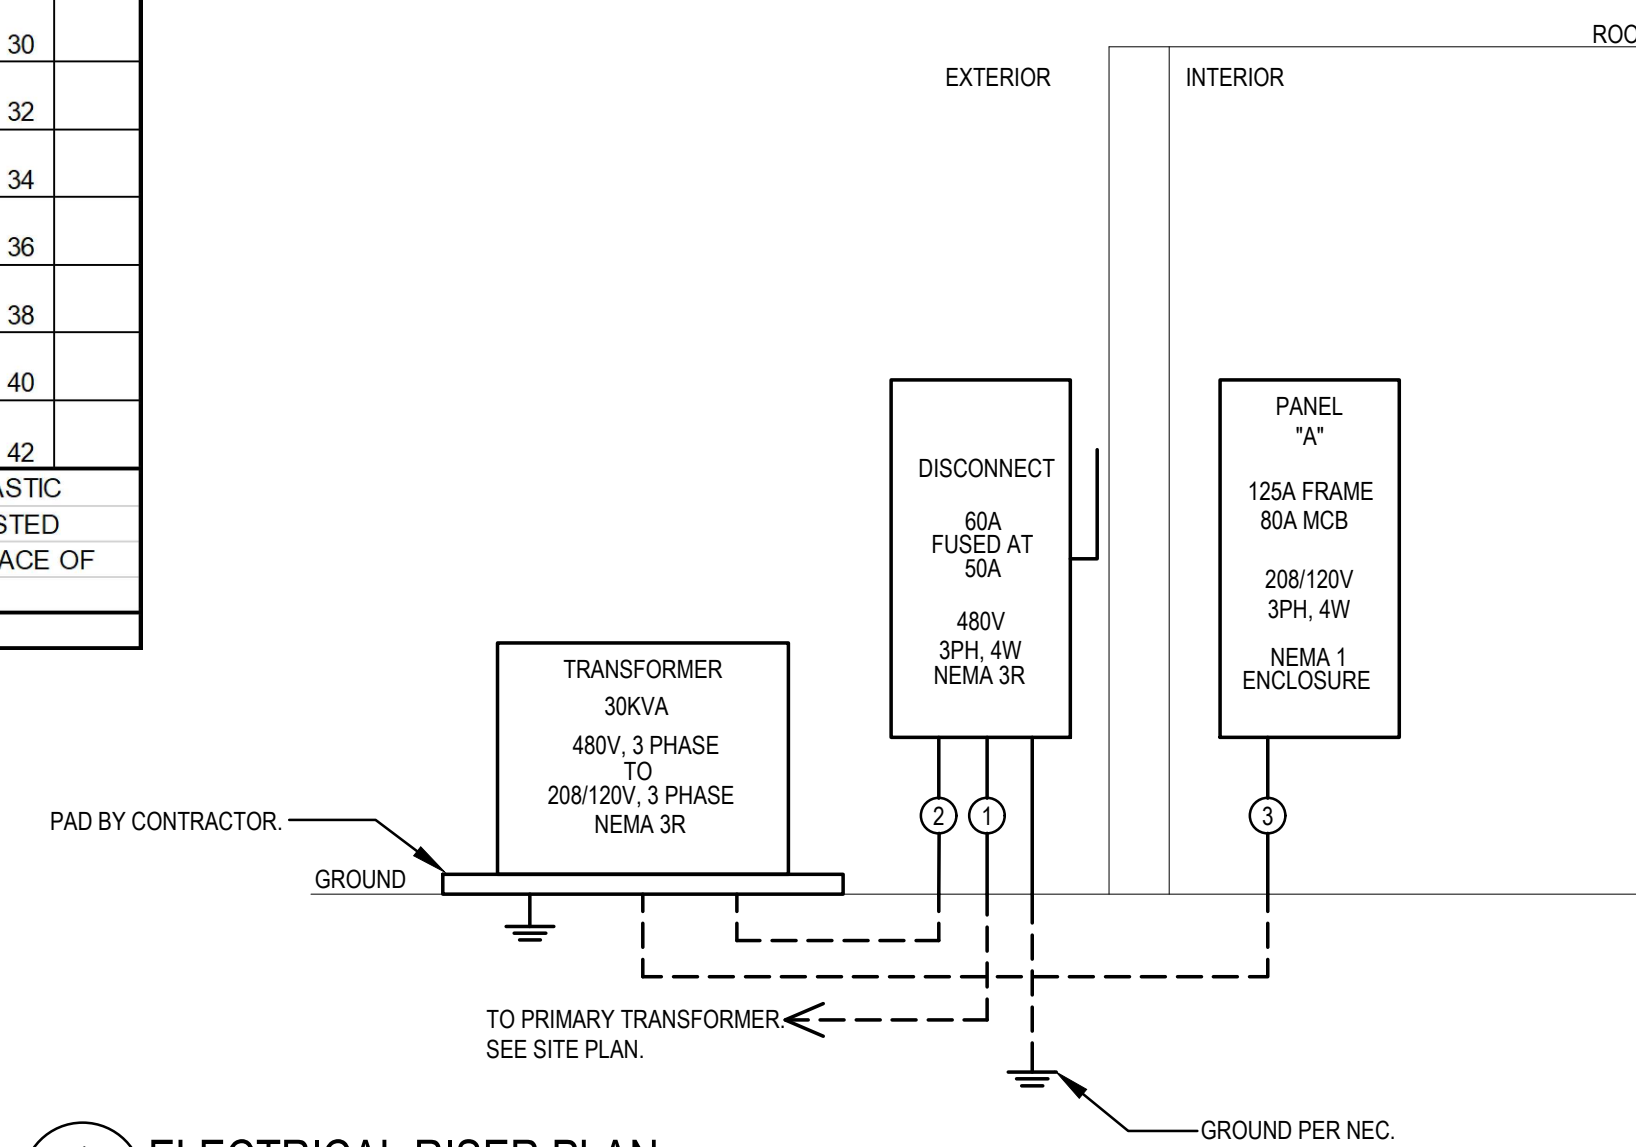 30
32
34
36
38
40
42
ACE OF
EXTERIOR
INTERIOR
DISCONNECT
60A
FUSED AT
50A
480V
3PH, 4W
NEMA 3R
PANEL
"A"
125A FRAME
80A MCB
208/120V
3PH, 4W
NEMA 1
ENCLOSURE
TRANSFORMER
30KVA
480V, 3 PHASE
TO
208/120V, 3 PHASE
NEMA 3R
PAD BY CONTRACTOR.
GROUND
2
1
3
TO PRIMARY TRANSFORMER.
SEE SITE PLAN.
GROUND PER NEC.
ELECTRICAL RISER PLAN